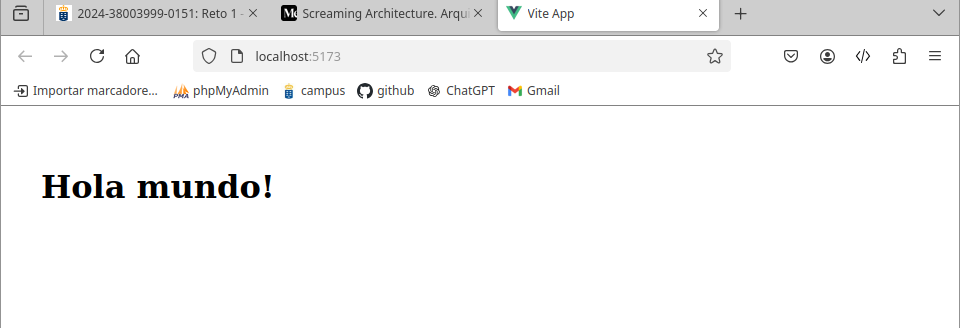 2024-38003999-0151: Reto 1 -
Screaming Architecture. Arqui
Vite App
localhost:5173
Importar marcadore...
phpMyAdmin
campus
github
ChatGPT
Gmail
Hola mundo!